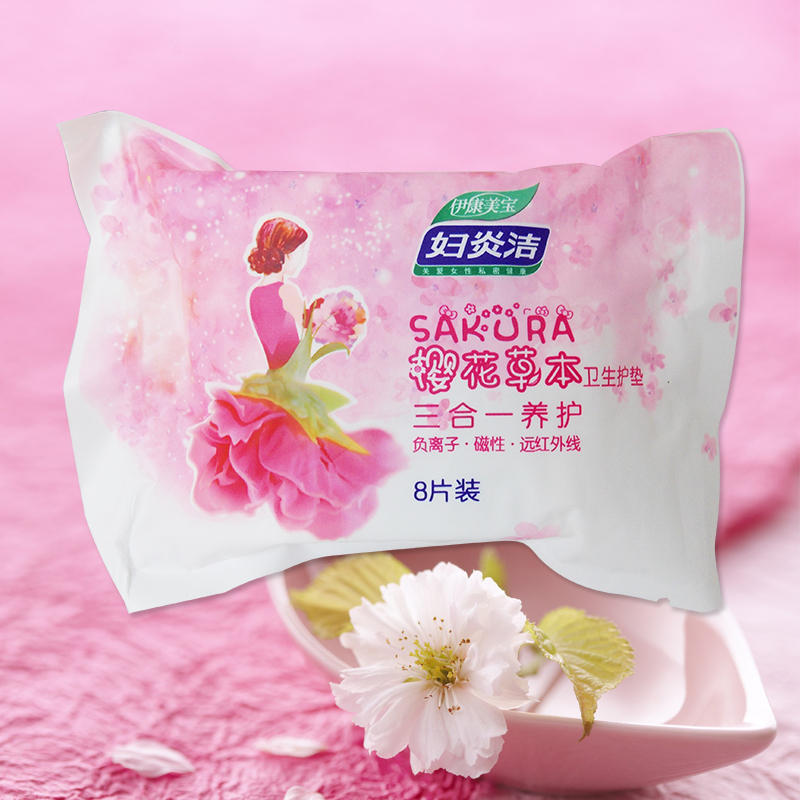 伊康美宝
妇炎洁
关爱女性私密健康
SAKURA
樱花草本卫生护垫
三合一养护
负离子·磁性·远红外线
8片装